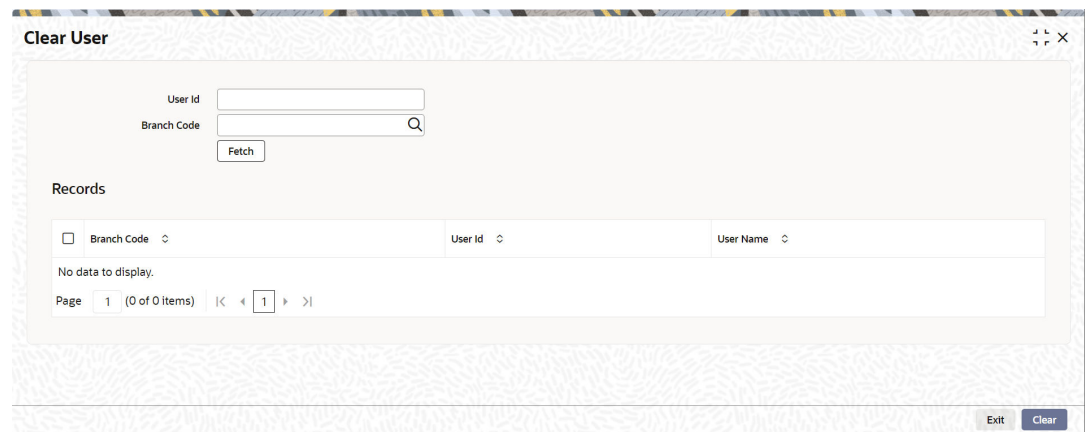 Clear User
User Id
Branch Code
Fetch
Records
Branch Code User Id User Name
No data to display.
Page 1 (0 of 0 items) 1
Exit Clear